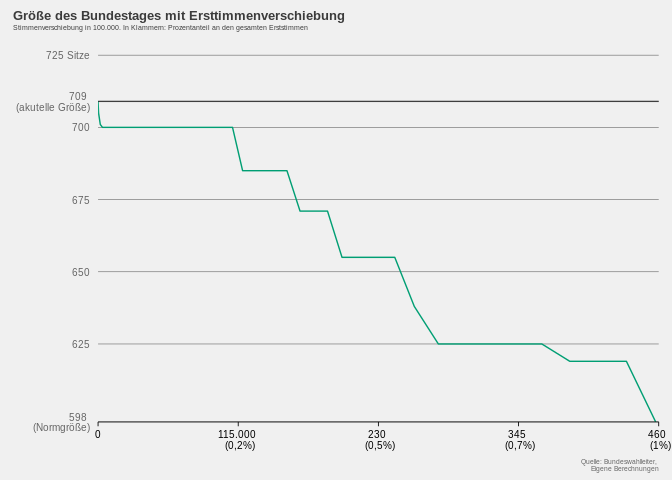 Größe des Bundestages mit Ersttimmenverschiebung
Stimmenverschiebung in 100.000. In Klammern: Prozentanteil an den gesamten Erststimmen
725 Sitze
709
(akutelle Größe)
700
675
650
625
598
(Normgröße)
0
115.000
(0,2%)
230
(0,5%)
345
(0,7%)
460
(1%)
Quelle: Bundeswahlleiter,
Eigene Berechnungen